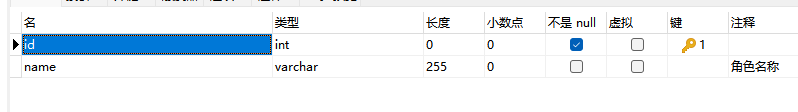 名 类型 长度 小数点 不是 null 虚拟 键 注释
id int 0 0 1
name varchar 255 0 角色名称